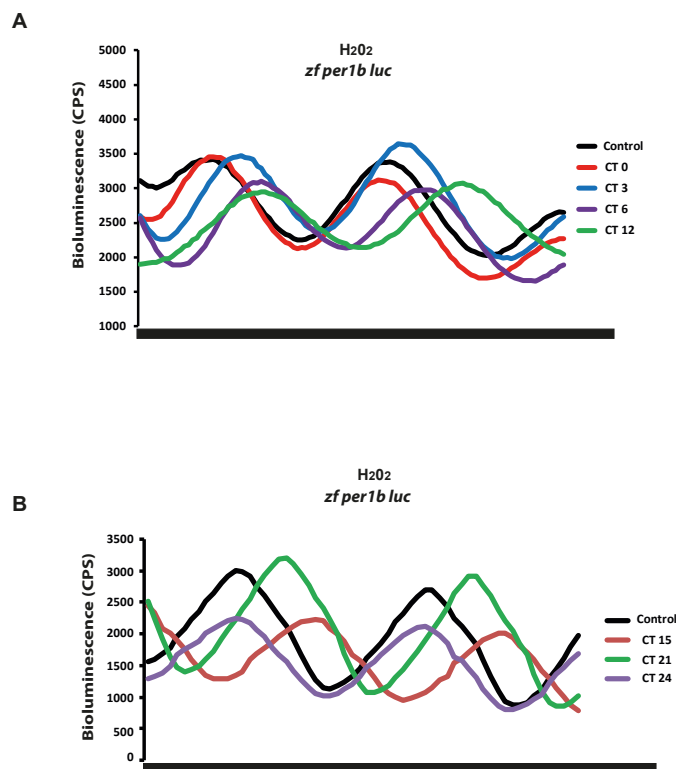 A
H2O2
zf per1b luc
Bioluminescence (CPS)
5000
4500
4000
3500
3000
2500
2000
1500
1000
Control
CT 0
CT 3
CT 6
CT 12
B
H2O2
zf per1b luc
Bioluminescence (CPS)
3500
3000
2500
2000
1500
1000
500
0
Control
CT 15
CT 21
CT 24